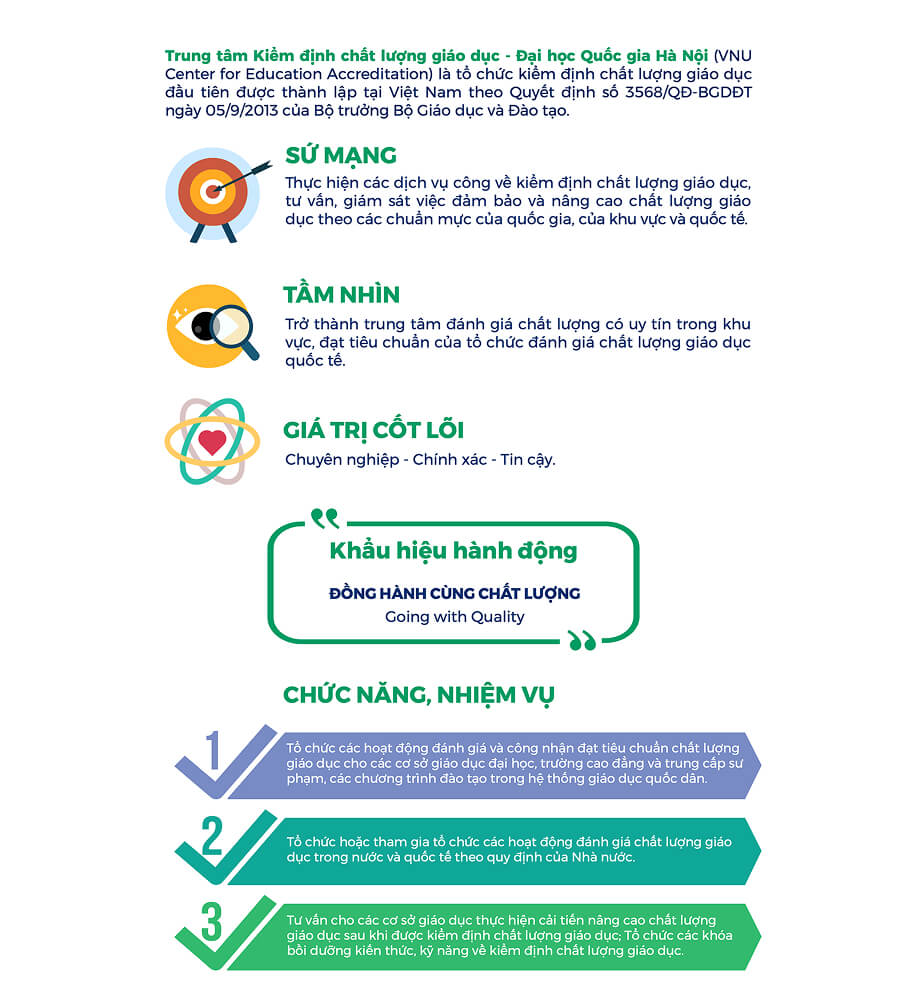 Trung tâm Kiểm định chất lượng giáo dục - Đại học Quốc gia Hà Nội (VNU
Center for Education Accreditation) là tổ chức kiểm định chất lượng giáo dục
đầu tiên được thành lập tại Việt Nam theo Quyết định số 3568/QĐ-BGDĐT
ngày 05/9/2013 của Bộ trưởng Bộ Giáo dục và Đào tạo.
SỨ MẠNG
Thực hiện các dịch vụ công về kiểm định chất lượng giáo dục,
tư vấn, giám sát việc đảm bảo và nâng cao chất lượng giáo
dục theo các chuẩn mực của quốc gia, của khu vực và quốc tế.
TẦM NHÌN
Trở thành trung tâm đánh giá chất lượng có uy tín trong khu
vực, đạt tiêu chuẩn của tổ chức đánh giá chất lượng giáo dục
quốc tế.
GIÁ TRỊ CỐT LÕI
Chuyên nghiệp - Chính xác - Tin cậy.
Khẩu hiệu hành động
ĐỒNG HÀNH CÙNG CHẤT LƯỢNG
Going with Quality
CHỨC NĂNG, NHIỆM VỤ
1
Tổ chức các hoạt động đánh giá và công nhận đạt tiêu chuẩn chất lượng
giáo dục cho các cơ sở giáo dục đại học, trường cao đẳng và trung cấp sư
phạm, các chương trình đào tạo trong hệ thống giáo dục quốc dân.
2
Tổ chức hoặc tham gia tổ chức các hoạt động đánh giá chất lượng giáo
dục trong nước và quốc tế theo quy định của Nhà nước.
3
Tư vấn cho các cơ sở giáo dục thực hiện cải tiến nâng cao chất lượng
giáo dục sau khi được kiểm định chất lượng giáo dục; Tổ chức các khóa
bồi dưỡng kiến thức, kỹ năng về kiểm định chất lượng giáo dục.